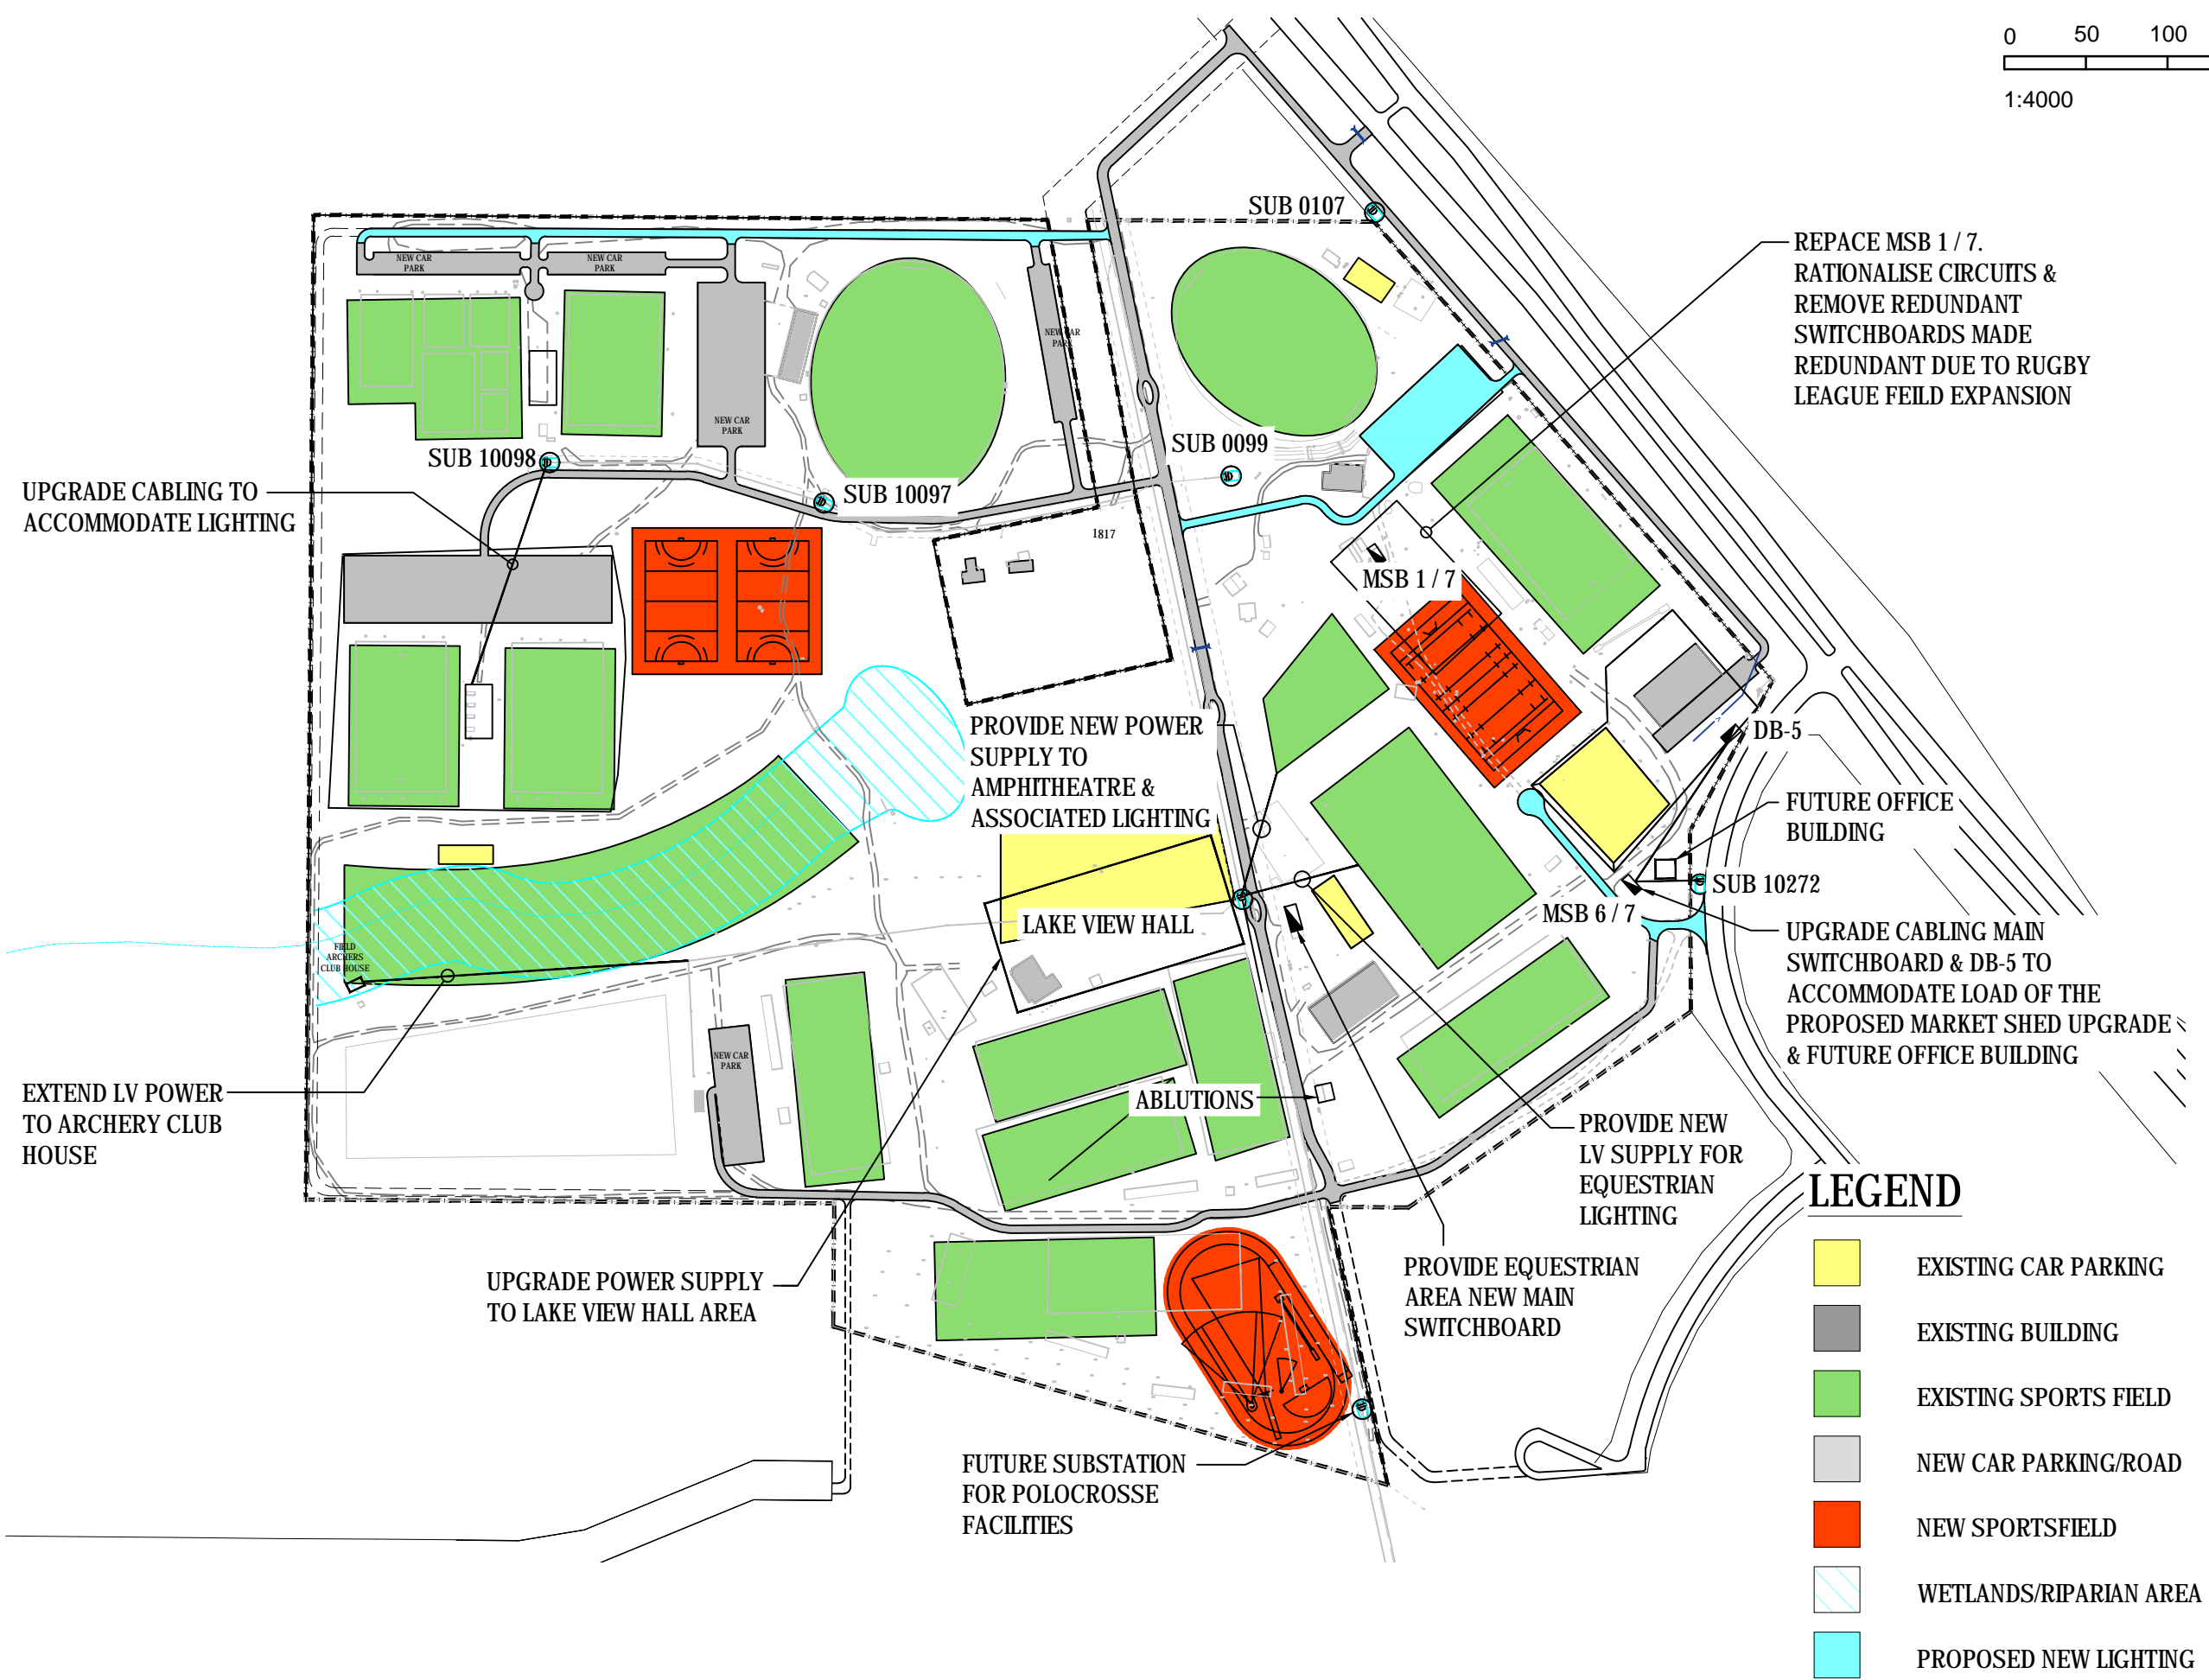 0 50 100
1:4000
SUB 0107
REPACE MSB 1 / 7.
RATIONALISE CIRCUITS &
REMOVE REDUNDANT
SWITCHBOARDS MADE
REDUNDANT DUE TO RUGBY
LEAGUE FEILD EXPANSION
NEW CAR
PARK
NEW CAR
PARK
NEW CAR
PARK
NEW CAR
PARK
SUB 10098
SUB 0099
SUB 10097
UPGRADE CABLING TO
ACCOMMODATE LIGHTING
1817
MSB 1 / 7
PROVIDE NEW POWER
SUPPLY TO
AMPHITHEATRE &
ASSOCIATED LIGHTING
DB-5
FUTURE OFFICE
BUILDING
SUB 10272
MSB 6 / 7
LAKE VIEW HALL
UPGRADE CABLING MAIN
SWITCHBOARD & DB-5 TO
ACCOMMODATE LOAD OF THE
PROPOSED MARKET SHED UPGRADE
& FUTURE OFFICE BUILDING
FIELD
ARCHERS
CLUB HOUSE
NEW CAR
PARK
EXTEND LV POWER
TO ARCHERY CLUB
HOUSE
ABLUTIONS
PROVIDE NEW
LV SUPPLY FOR
EQUESTRIAN
LIGHTING
UPGRADE POWER SUPPLY
TO LAKE VIEW HALL AREA
PROVIDE EQUESTRIAN
AREA NEW MAIN
SWITCHBOARD
FUTURE SUBSTATION
FOR POLOCROSSE
FACILITIES
LEGEND
EXISTING CAR PARKING
EXISTING BUILDING
EXISTING SPORTS FIELD
NEW CAR PARKING/ROAD
NEW SPORTSFIELD
WETLANDS/RIPARIAN AREA
PROPOSED NEW LIGHTING